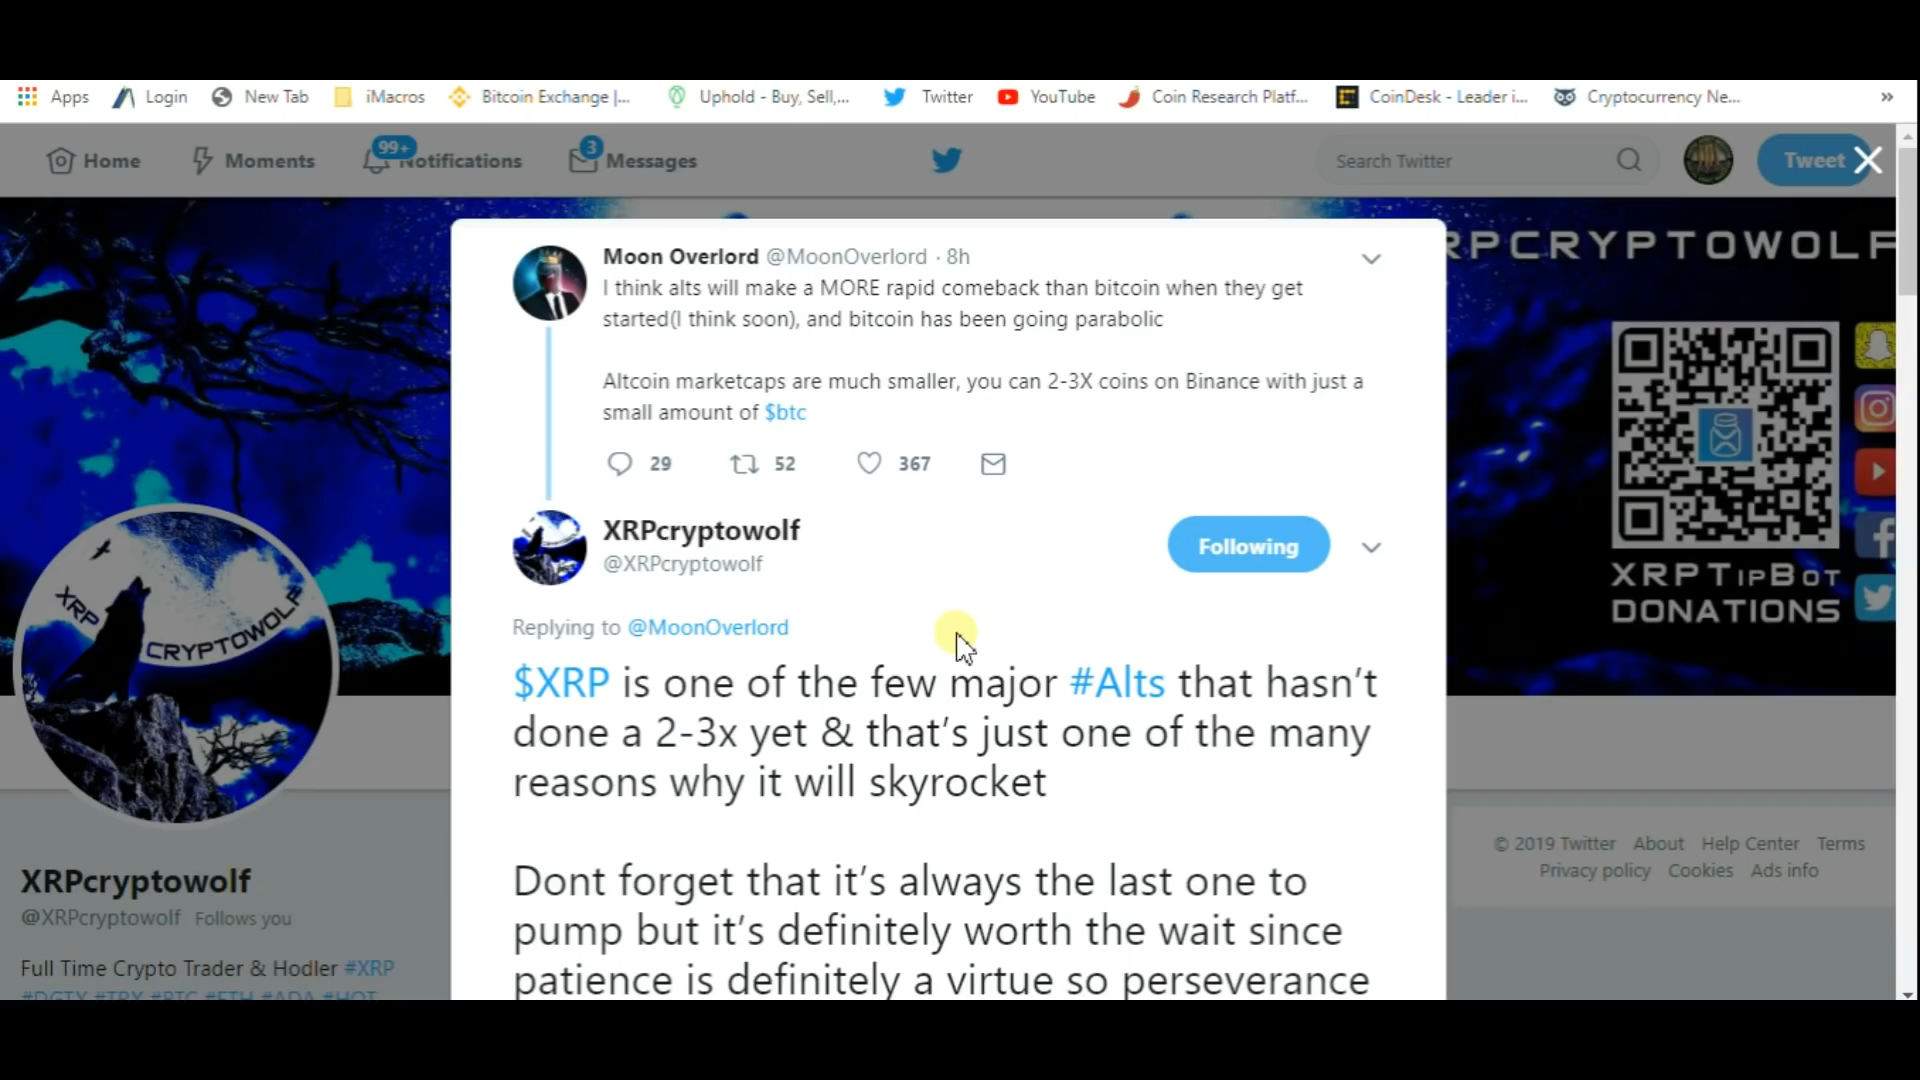 Apps Login New Tab iMacros Bitcoin Exchange |... Uphold - Buy, Sell,... Twitter YouTube Coin Research Platf... CoinDesk - Leader i... Cryptocurrency Ne... »
Home Moments 99+ Notifications 3 Messages Search Twitter Tweet
RPCRYPTOWOLF
Moon Overlord @MoonOverlord · 8h
I think alts will make a MORE rapid comeback than bitcoin when they get
started(I think soon), and bitcoin has been going parabolic
Altcoin marketcaps are much smaller, you can 2-3X coins on Binance with just a
small amount of $btc
29 52 367
XRPcryptowolf
@XRPcryptowolf
Following
Replying to @MoonOverlord
$XRP is one of the few major #Alts that hasn't
done a 2-3x yet & that's just one of the many
reasons why it will skyrocket
Dont forget that it's always the last one to
pump but it's definitely worth the wait since
patience is definitely a virtue so perseverance
XRPTIPBOT
DONATIONS
XRP CRYPTOWOLF
XRPcryptowolf
@XRPcryptowolf Follows you
Full Time Crypto Trader & Hodler #XRP
#DGTX #TRX #BTC #ETH #ADA #HOT
© 2019 Twitter About Help Center Terms
Privacy policy Cookies Ads info